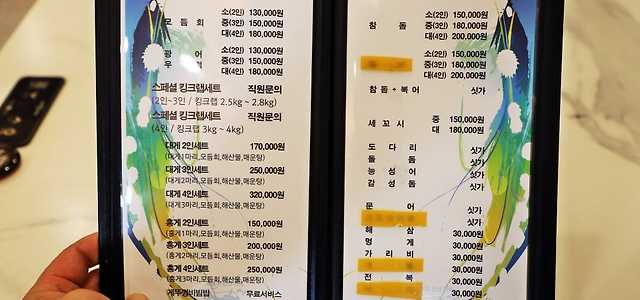 소(2인) 130,000원
모 듬 회 중(3인) 150,000원
대(4인) 180,000원
소(2인) 130,000원
광 어 중(3인) 150,000원
우 대(4인) 180,000원
스페셜 킹크랩세트 직원문의
(2인~3인 / 킹크랩 2.5kg ~ 2.8kg)
스페셜 킹크랩세트 직원문의
(4인 / 킹크랩 3kg ~ 4kg)
대게 2인세트 170,000원
(대게1마리,모듬회,해산물,매운탕)
대게 3인세트 250,000원
(대게2마리,모듬회,해산물,매운탕)
대게 4인세트 320,000원
(대게3마리,모듬회,해산물,매운탕)
홍게 2인세트 150,000원
(홍게1마리,모듬회,해산물,매운탕)
홍게 3인세트 200,000원
(홍게2마리,모듬회,해산물,매운탕)
홍게 4인세트 250,000원
(홍게3마리,모듬회,해산물,매운탕)
게뚜껑비빔밥 무료서비스
소(2인) 150,000원
참 돔 중(3인) 180,000원
대(4인) 200,000원
소(2인) 150,000원
중(3인) 180,000원
대(4인) 200,000원
참돔+복어 싯가
세 꼬 시 중 150,000원
대 180,000원
도 다 리 싯가
돌 돔 싯가
능 성 어 싯가
감 성 돔 싯가
문 어 싯가
싯가
해 삼 30,000원
멍 게 30,000원
가 리 비 30,000원
30,000원
전 복 30,000원
30,000원